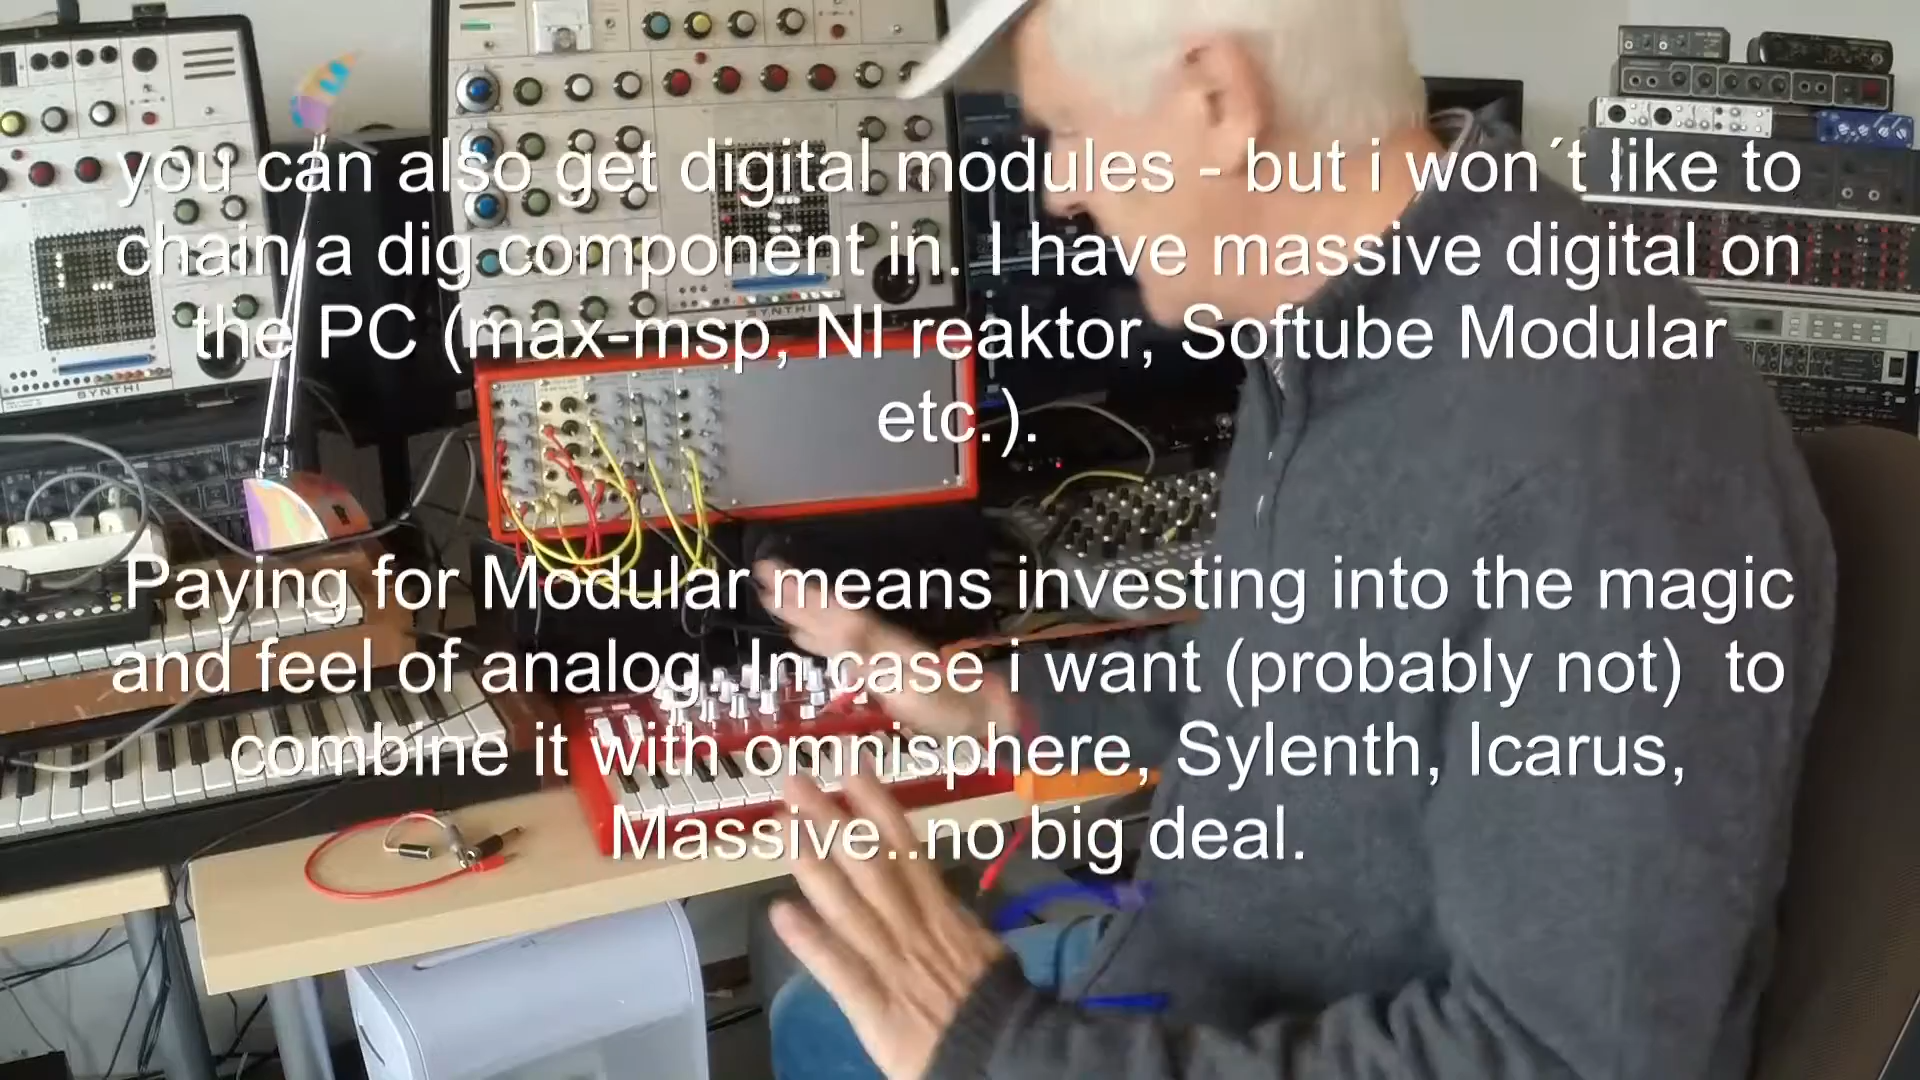 you can also get digital modules - but i won´t like to
chain a dig component in. I have massive digital on
the PC (max-msp, NI reaktor, Softube Modular
etc.).
Paying for Modular means investing into the magic
and feel of analog. In case i want (probably not)  to
combine it with omnisphere, Sylenth, Icarus,
Massive..no big deal.
SYNTHI
SYNTHI